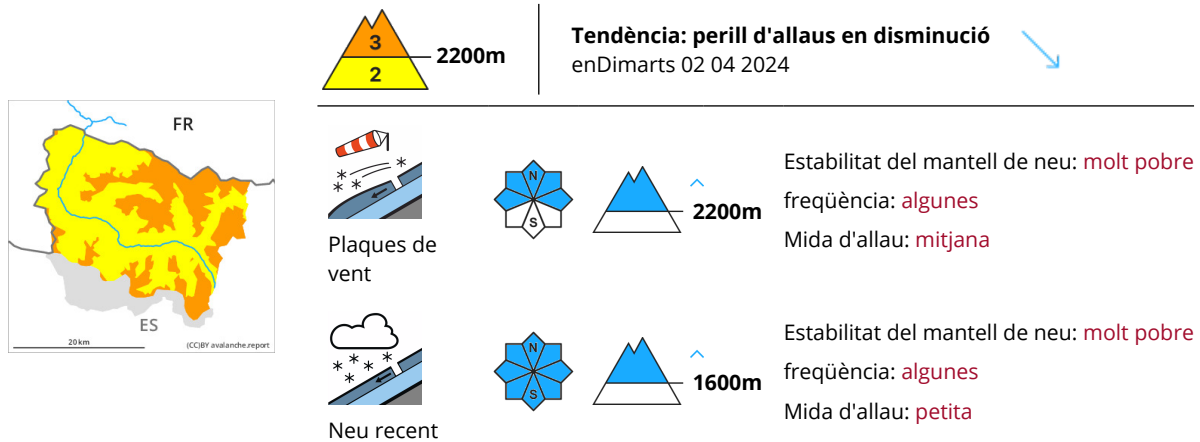 3
2
2200m
Tendència: perill d'allaus en disminució
enDimarts 02 04 2024
FR
ES
20 km
(CC)BY avalanche.report
Plaques de
vent
N
S
2200m
Estabilitat del mantell de neu: molt pobre
freqüència: algunes
Mida d'allau: mitjana
Neu recent
N
S
1600m
Estabilitat del mantell de neu: molt pobre
freqüència: algunes
Mida d'allau: petita